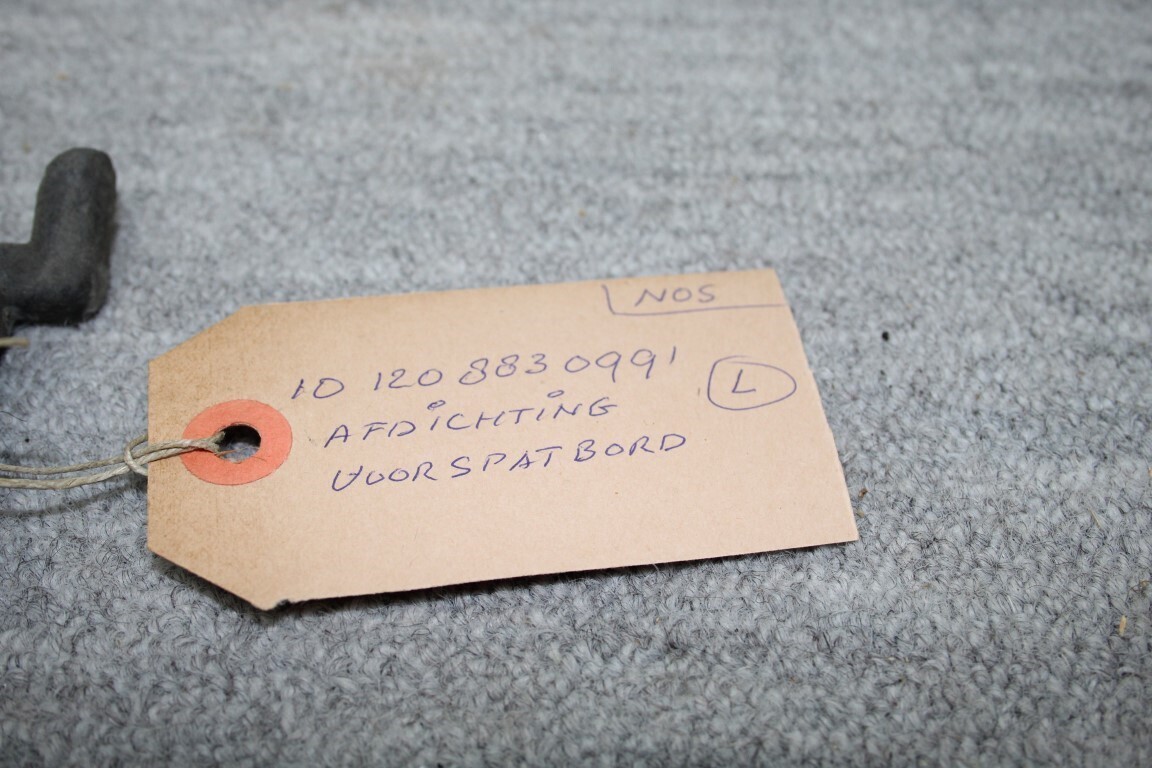 NOS
10 120 883 0991
L
AFDICHTING
VOORSPATBORD